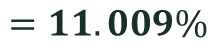 = 11.009%